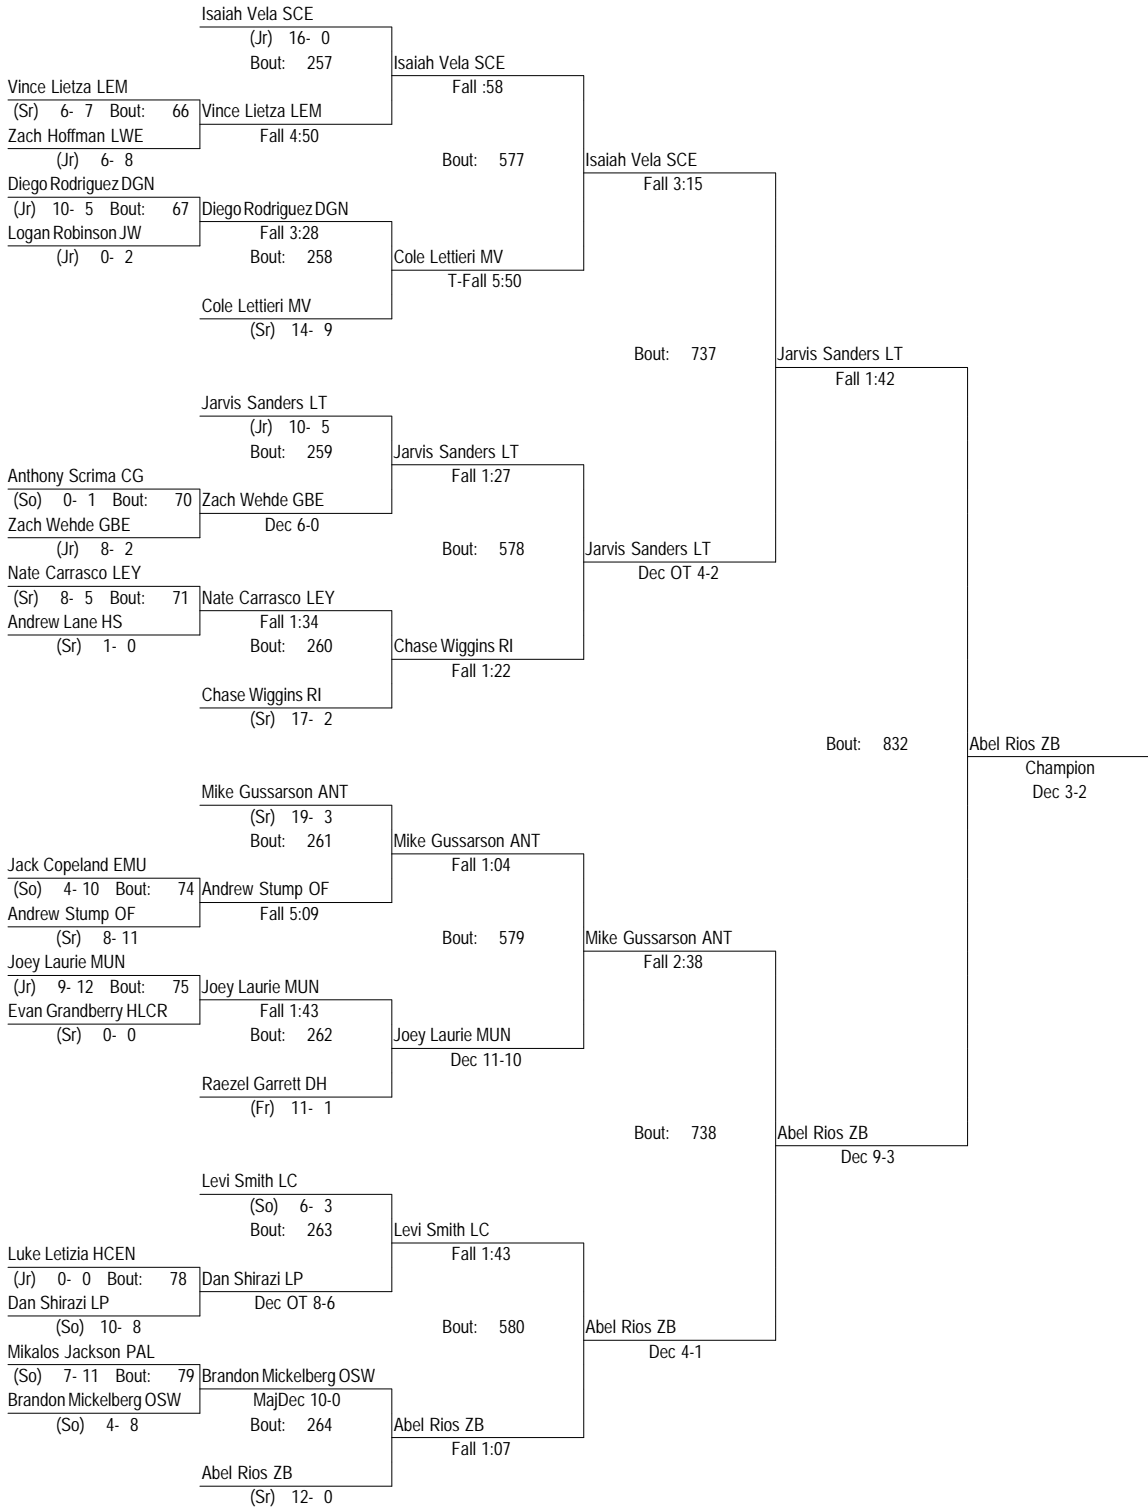 Isaiah Vela SCE
(Jr) 16- 0
Bout: 257
Isaiah Vela SCE
Fall :58
Vince Lietza LEM
(Sr) 6- 7 Bout: 66
Vince Lietza LEM
Zach Hoffman LWE
Fall 4:50
(Jr) 6- 8
Bout: 577
Isaiah Vela SCE
Fall 3:15
Diego Rodriguez DGN
(Jr) 10- 5 Bout: 67
Diego Rodriguez DGN
Logan Robinson JW
Fall 3:28
(Jr) 0- 2
Bout: 258
Cole Lettieri MV
T-Fall 5:50
Cole Lettieri MV
(Sr) 14- 9
Bout: 737
Jarvis Sanders LT
Fall 1:42
Jarvis Sanders LT
(Jr) 10- 5
Bout: 259
Jarvis Sanders LT
Fall 1:27
Anthony Scrima CG
(So) 0- 1 Bout: 70
Zach Wehde GBE
Zach Wehde GBE
Dec 6-0
(Jr) 8- 2
Bout: 578
Jarvis Sanders LT
Dec OT 4-2
Nate Carrasco LEY
(Sr) 8- 5 Bout: 71
Nate Carrasco LEY
Andrew Lane HS
Fall 1:34
(Sr) 1- 0
Bout: 260
Chase Wiggins RI
Fall 1:22
Chase Wiggins RI
(Sr) 17- 2
Bout: 832
Abel Rios ZB
Champion
Dec 3-2
Mike Gussarson ANT
(Sr) 19- 3
Bout: 261
Mike Gussarson ANT
Fall 1:04
Jack Copeland EMU
(So) 4- 10 Bout: 74
Andrew Stump OF
Andrew Stump OF
Fall 5:09
(Sr) 8- 11
Bout: 579
Mike Gussarson ANT
Fall 2:38
Joey Laurie MUN
(Jr) 9- 12 Bout: 75
Joey Laurie MUN
Evan Grandberry HLCR
Fall 1:43
(Sr) 0- 0
Bout: 262
Joey Laurie MUN
Dec 11-10
Raezel Garrett DH
(Fr) 11- 1
Bout: 738
Abel Rios ZB
Dec 9-3
Levi Smith LC
(So) 6- 3
Bout: 263
Levi Smith LC
Fall 1:43
Luke Letizia HCEN
(Jr) 0- 0 Bout: 78
Dan Shirazi LP
Dan Shirazi LP
Dec OT 8-6
(So) 10- 8
Bout: 580
Abel Rios ZB
Dec 4-1
Mikalos Jackson PAL
(So) 7- 11 Bout: 79
Brandon Mickelberg OSW
Brandon Mickelberg OSW
MajDec 10-0
(So) 4- 8
Bout: 264
Abel Rios ZB
Fall 1:07
Abel Rios ZB
(Sr) 12- 0